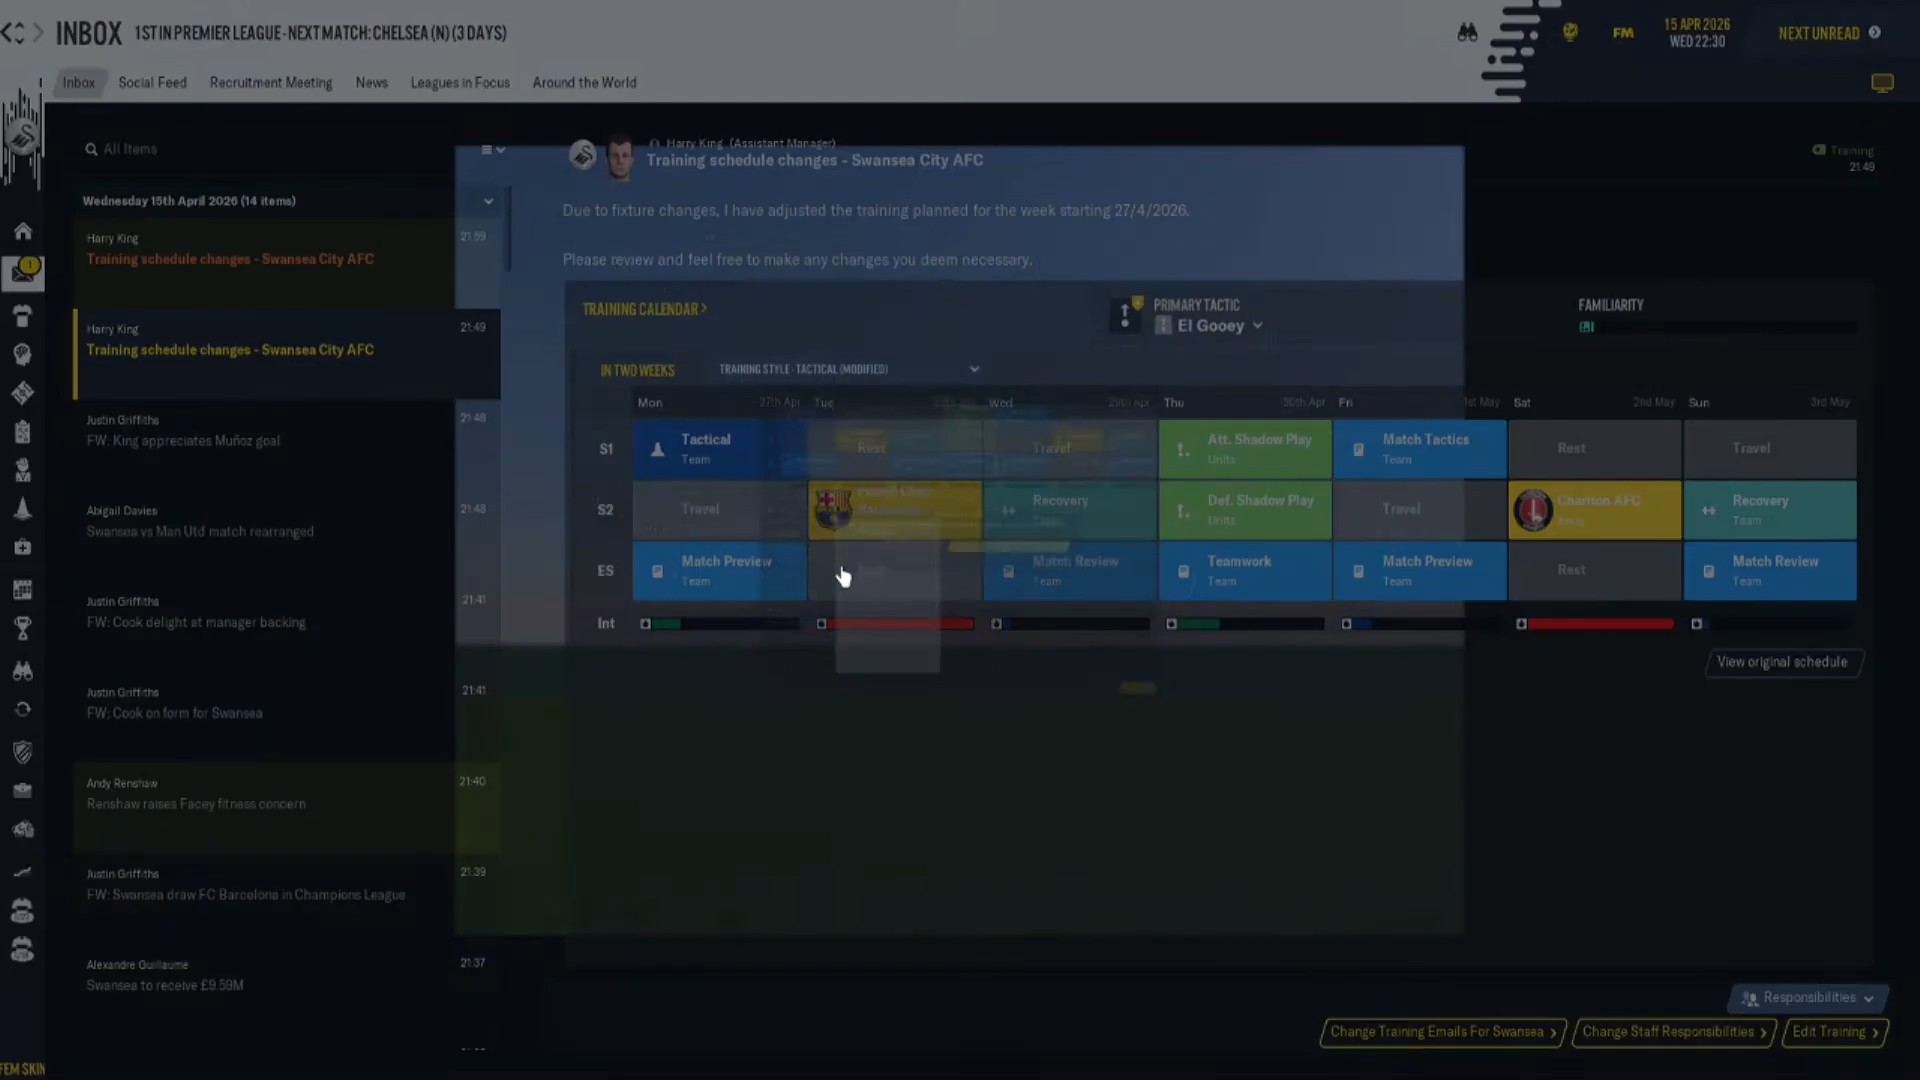 INBOX
1ST IN PREMIER LEAGUE - NEXT MATCH: CHELSEA (N) (3 DAYS)
FM
15 APR 2026
WED 22:30
NEXT UNREAD
Inbox
Social Feed
Recruitment Meeting
News
Leagues in Focus
Around the World
All Items
Wednesday 15th April 2026 (14 items)
Harry King
21:59
Training schedule changes - Swansea City AFC
Harry King
21:49
Training schedule changes - Swansea City AFC
Justin Griffiths
21:48
FW: King appreciates Muñoz goal
Abigail Davies
21:48
Swansea vs Man Utd match rearranged
Justin Griffiths
21:41
FW: Cook delight at manager backing
Justin Griffiths
21:41
FW: Cook on form for Swansea
Andy Renshaw
21:40
Renshaw raises Facey fitness concern
Justin Griffiths
21:39
FW: Swansea draw FC Barcelona in Champions League
Alexandre Guillaume
21:37
Swansea to receive £9.59M
FEM SKIN
Harry King (Assistant Manager)
Training schedule changes - Swansea City AFC
Training
21:49
Due to fixture changes, I have adjusted the training planned for the week starting 27/4/2026.
Please review and feel free to make any changes you deem necessary.
TRAINING CALENDAR >
PRIMARY TACTIC
El Gooey
FAMILIARITY
IN TWO WEEKS
TRAINING STYLE - TACTICAL (MODIFIED)
Mon 27th Apr Tue Wed 29th Apr Thu 30th Apr Fri 1st May Sat 2nd May Sun 3rd May
S1
Tactical
Team
Rest
Travel
Att. Shadow Play
Units
Match Tactics
Team
Rest
Travel
S2
Travel
Recovery
Team
Def. Shadow Play
Units
Travel
Charlton AFC
Away
Recovery
Team
ES
Match Preview
Team
Match Review
Team
Teamwork
Team
Match Preview
Team
Rest
Match Review
Team
Int
View original schedule
Responsibilities
Change Training Emails For Swansea >
Change Staff Responsibilities >
Edit Training >